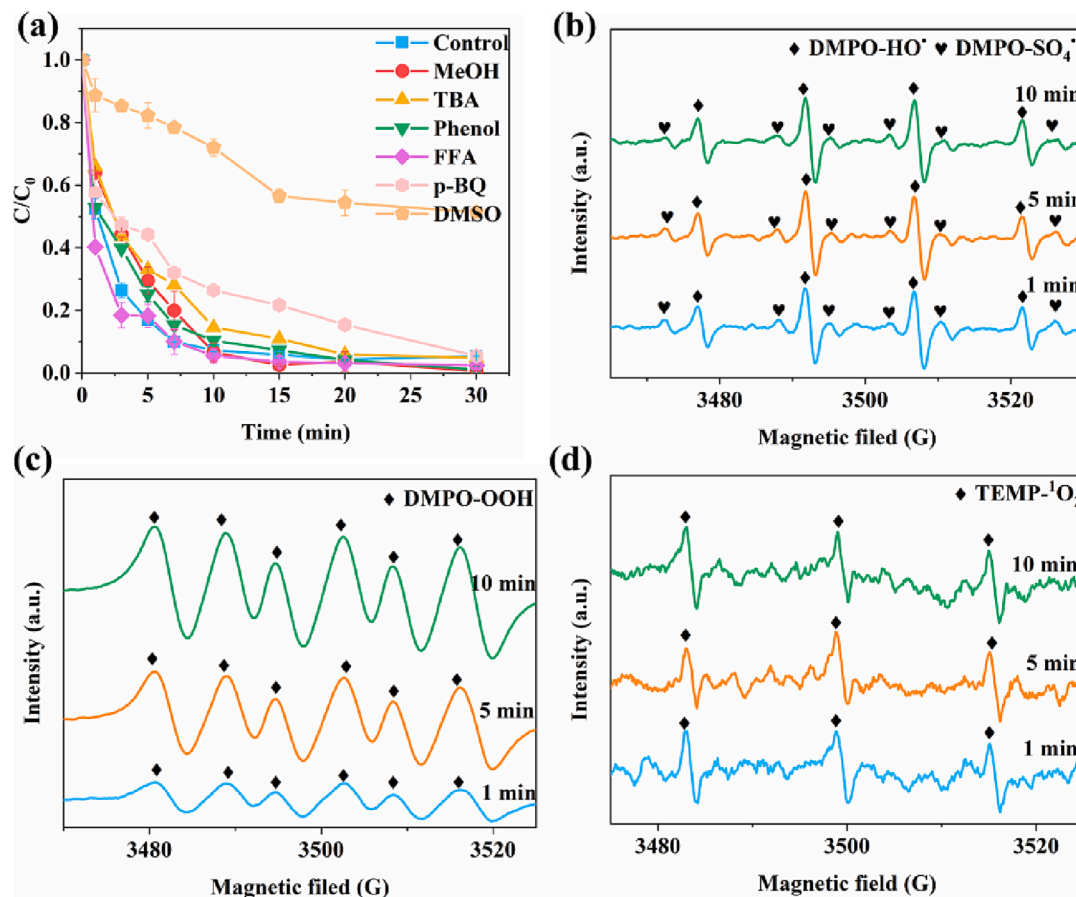 (a)
Control
MeOH
TBA
Phenol
FFA
p-BQ
DMSO
1.0
0.8
0.6
0.4
0.2
0.0
C/C₀
0 5 10 15 20 25 30
Time (min)
(b)
♦ DMPO-HO• ♥ DMPO-SO₄•⁻
10 min
5 min
1 min
Intensity (a.u.)
3480 3500 3520
Magnetic filed (G)
(c)
♦ DMPO-OOH
10 min
5 min
1 min
Intensity (a.u.)
3480 3500 3520
Magnetic filed (G)
(d)
♦ TEMP-¹O₂
10 min
5 min
1 min
Intensity (a.u.)
3480 3500 3520
Magnetic field (G)